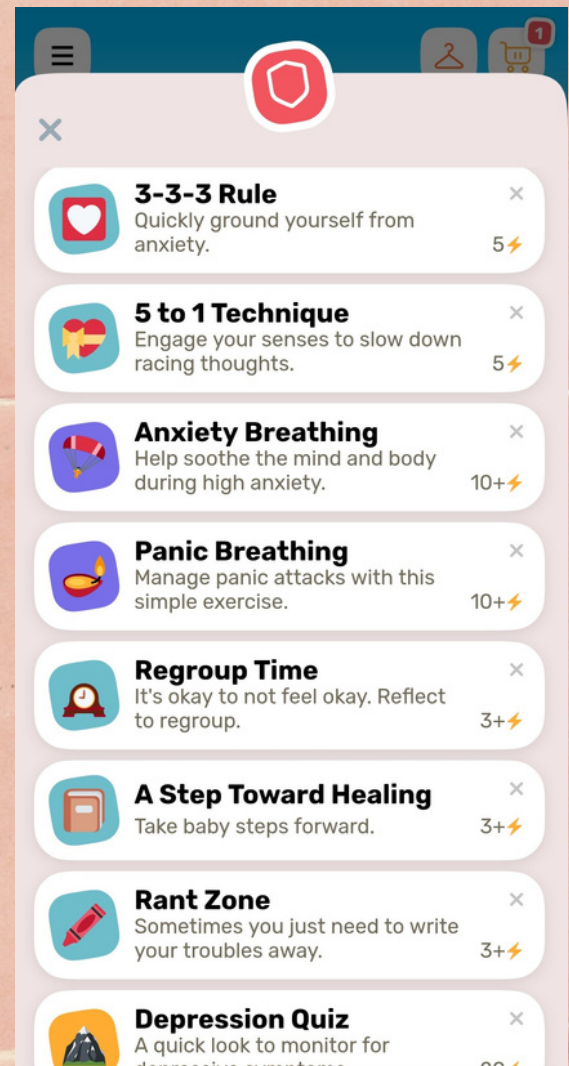 1
3-3-3 Rule
Quickly ground yourself from
anxiety.
5
5 to 1 Technique
Engage your senses to slow down
racing thoughts.
5
Anxiety Breathing
Help soothe the mind and body
during high anxiety.
10+
Panic Breathing
Manage panic attacks with this
simple exercise.
10+
Regroup Time
It's okay to not feel okay. Reflect
to regroup.
3+
A Step Toward Healing
Take baby steps forward.
3+
Rant Zone
Sometimes you just need to write
your troubles away.
3+
Depression Quiz
A quick look to monitor for
depressive symptoms